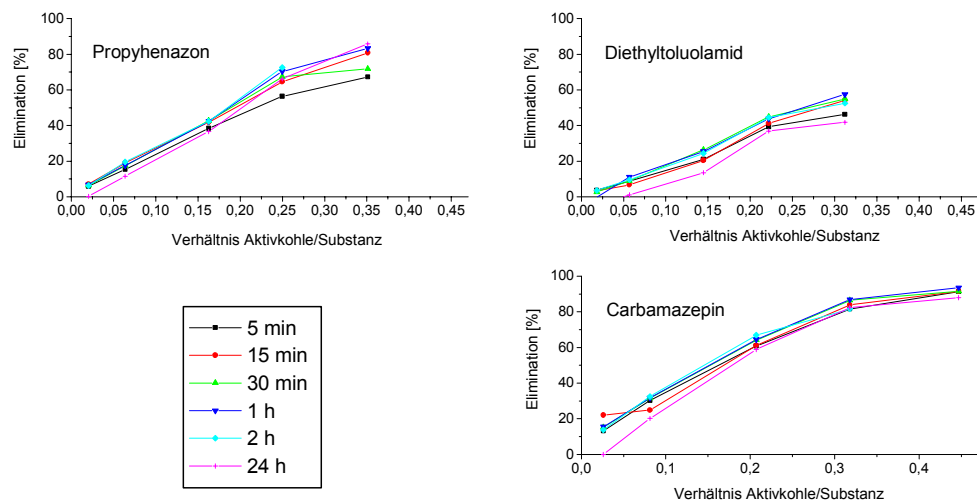 Propyhenazon
Elimination [%]
100
80
60
40
20
0
0,00 0,05 0,10 0,15 0,20 0,25 0,30 0,35 0,40 0,45
Verhältnis Aktivkohle/Substanz
Diethyltoluolamid
Elimination [%]
100
80
60
40
20
0
0,00 0,05 0,10 0,15 0,20 0,25 0,30 0,35 0,40 0,45
Verhältnis Aktivkohle/Substanz
5 min
15 min
30 min
1 h
2 h
24 h
Carbamazepin
Elimination [%]
100
80
60
40
20
0
0,0 0,1 0,2 0,3 0,4
Verhältnis Aktivkohle/Substanz